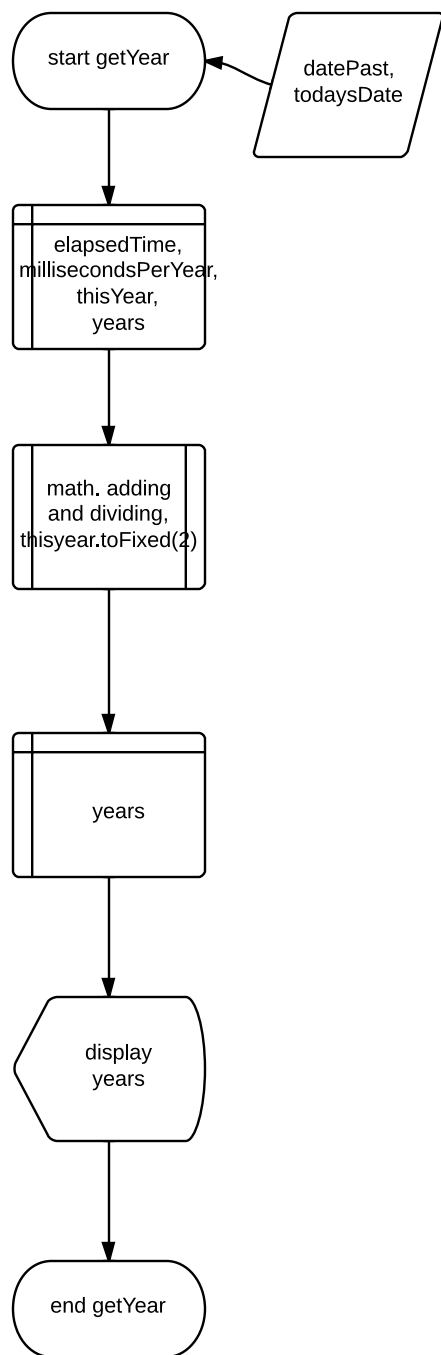 start getYear
datePast,
todaysDate
elapsedTime,
millisecondsPerYear,
thisYear,
years
math. adding
and dividing,
thisyear.toFixed(2)
years
display
years
end getYear